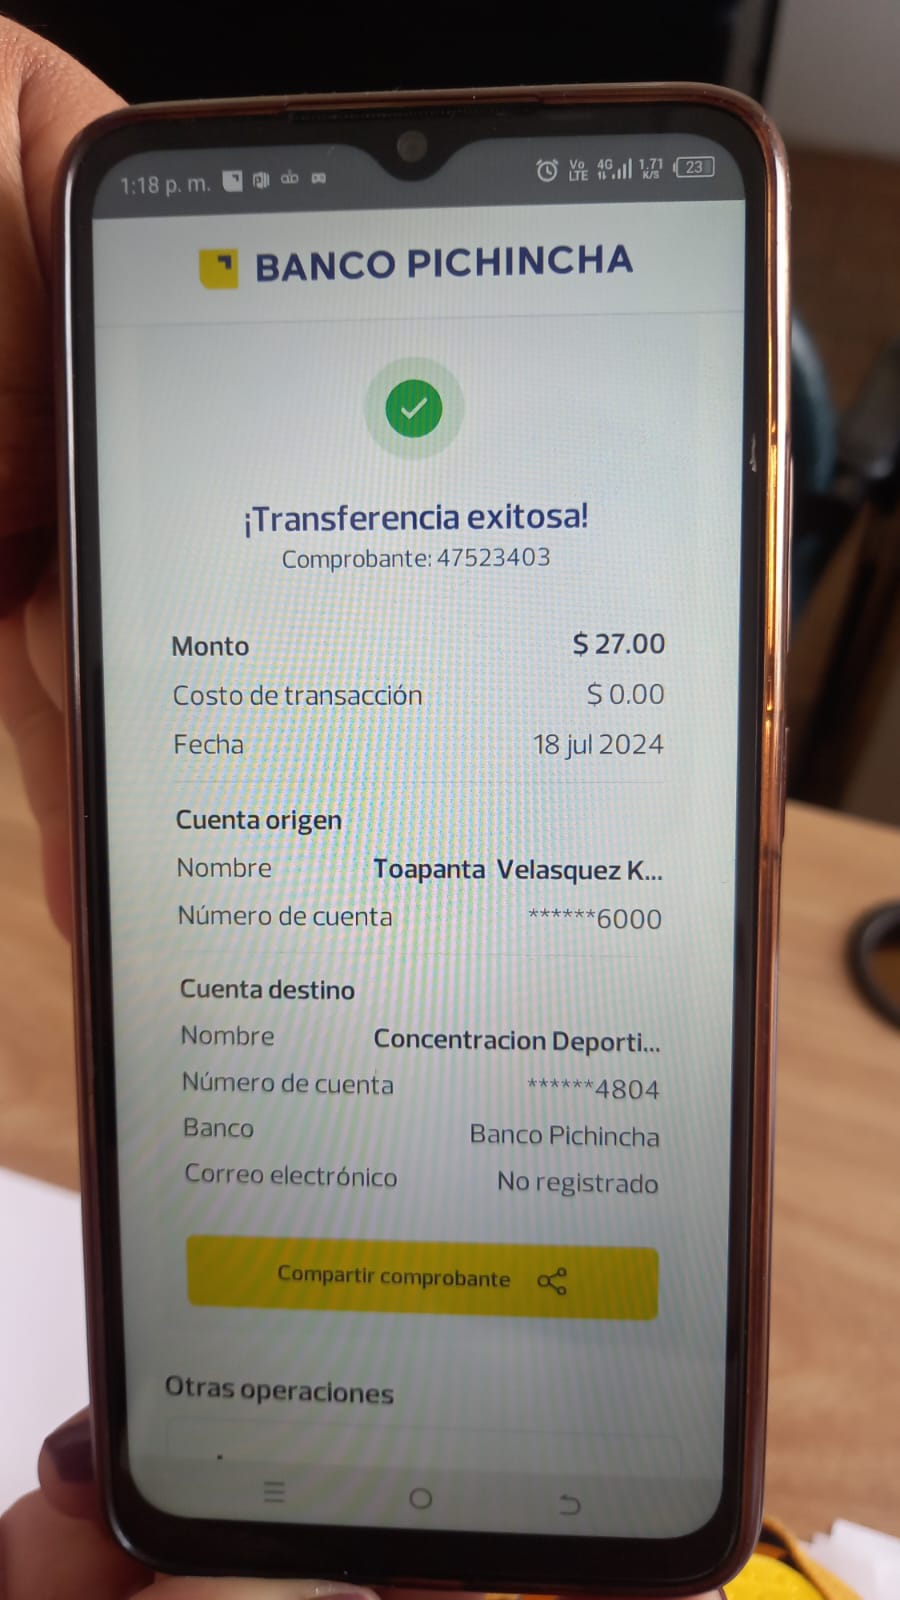 1:18 p. m.
Vo LTE 4G 1.71 K/S 23
BANCO PICHINCHA
¡Transferencia exitosa!
Comprobante: 47523403
Monto $ 27.00
Costo de transacción $ 0.00
Fecha 18 jul 2024
Cuenta origen
Nombre Toapanta Velasquez K...
Número de cuenta ******6000
Cuenta destino
Nombre Concentracion Deporti...
Número de cuenta ******4804
Banco Banco Pichincha
Correo electrónico No registrado
Compartir comprobante
Otras operaciones